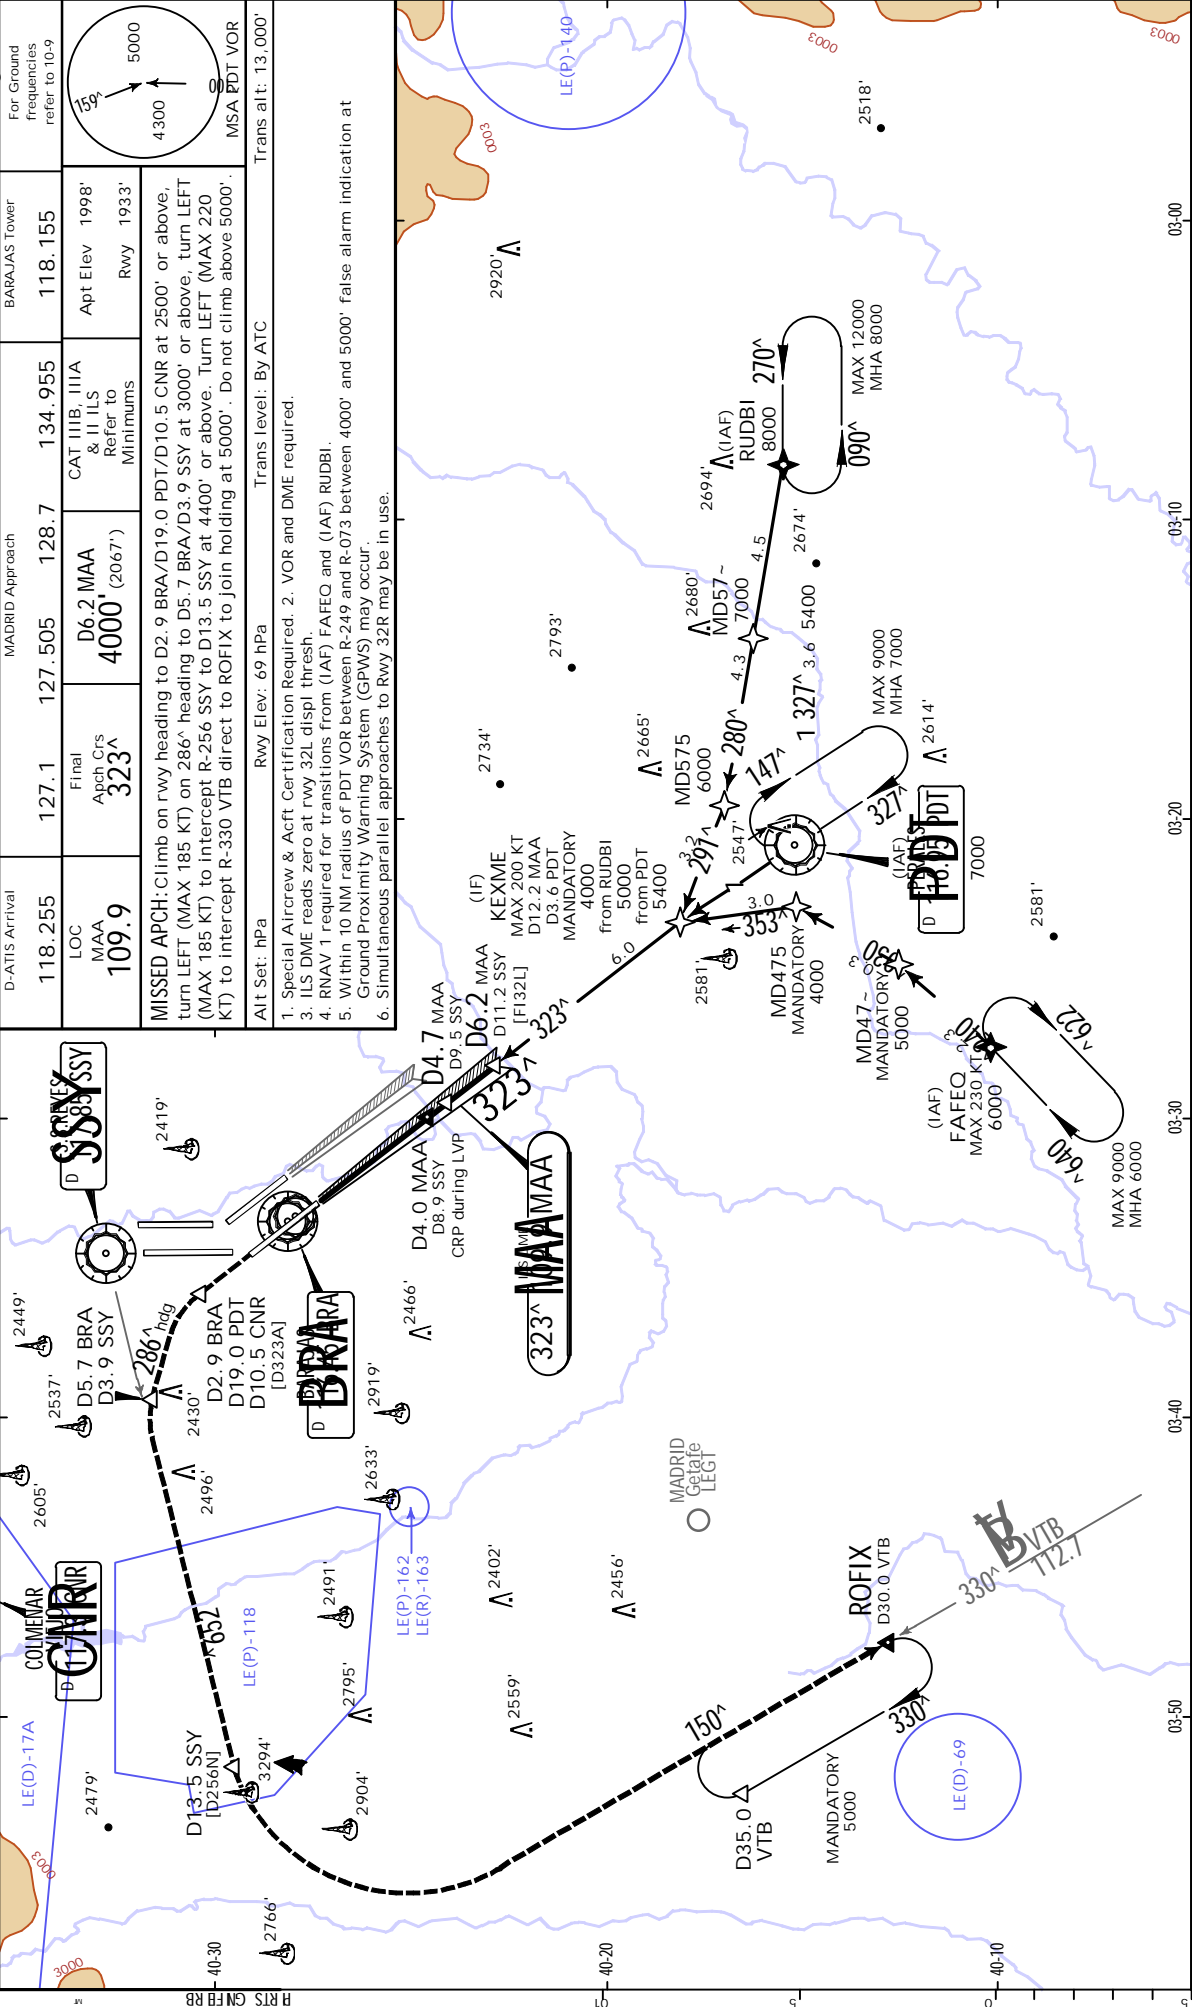 D-ATIS Arrival
118.255
MADRID Approach
127.1 127.505 128.7 134.955
BARAJAS Tower
118.155
For Ground
frequencies
refer to 10-9
LOC
MAA
109.9
Final
Apch Crs
323^
D6.2 MAA
4000' (2067')
CAT IIIB, IIIA
& II ILS
Refer to
Minimums
Apt Elev 1998'
Rwy 1933'
MISSED APCH: Climb on rwy heading to D2.9 BRA/D19.0 PDT/D10.5 CNR at 2500' or above,
turn LEFT (MAX 185 KT) on 286^ heading to D5.7 BRA/D3.9 SSY at 3000' or above, turn LEFT
(MAX 185 KT) to intercept R-256 SSY to D13.5 SSY at 4400' or above. Turn LEFT (MAX 220
KT) to intercept R-330 VTB direct to ROFIX to join holding at 5000'. Do not climb above 5000'.
159^
5000
4300
MSA PDT VOR
Alt Set: hPa Rwy Elev: 69 hPa Trans level: By ATC Trans alt: 13,000'
1. Special Aircrew & Acft Certification Required. 2. VOR and DME required.
3. ILS DME reads zero at rwy 32L displ thresh.
4. RNAV 1 required for transitions from (IAF) FAFEQ and (IAF) RUDBI.
5. Within 10 NM radius of PDT VOR between R-249 and R-073 between 4000' and 5000' false alarm indication at
Ground Proximity Warning System (GPWS) may occur.
6. Simultaneous parallel approaches to Rwy 32R may be in use.
LE(D)-17A
2479'
3000
2766'
COLMENAR
CNR
2605'
2537'
2449'
D5.7 BRA
D3.9 SSY
286^ hdg
2430'
2496'
SSY
2419'
D2.9 BRA
D19.0 PDT
D10.5 CNR
[D323A]
BRA
2466'
2919'
2633'
LE(P)-162
LE(R)-163
LE(P)-118
2491'
2795'
D13.5 SSY
[D256N]
3294'
2904'
2559'
2402'
2456'
D4.7 MAA
D9.5 SSY
D6.2 MAA
D11.2 SSY
[FI32L]
D4.0 MAA
D8.9 SSY
CRP during LVP
323^
323^
323^ MAA
6.0
(IF)
KEXME
MAX 200 KT
D12.2 MAA
D3.6 PDT
MANDATORY
4000
from RUDBI
5000
from PDT
5400
2734'
2793'
2920'
2518'
LE(P)-140
2665'
2680'
2694'
2674'
2614'
2547'
2581'
2581'
MD575
6000
291^
280^
4.3
MD57~
7000
4.5
(IAF)
RUDBI
8000
270^
090^
MAX 12000
MHA 8000
1 327^ 3.6 5400
147^
327^
MAX 9000
MHA 7000
(IAF)
PDT
7000
353^
3.0
MD475
MANDATORY
4000
MD47~
MANDATORY
5000
(IAF)
FAFEQ
MAX 230 KT
6000
MAX 9000
MHA 6000
MADRID
Getafe
LEGT
ROFIX
D30.0 VTB
330^
VTB
112.7
150^
330^
D35.0
VTB
MANDATORY
5000
LE(D)-69
40-30
40-20
40-10
03-50
03-40
03-30
03-20
03-10
03-00